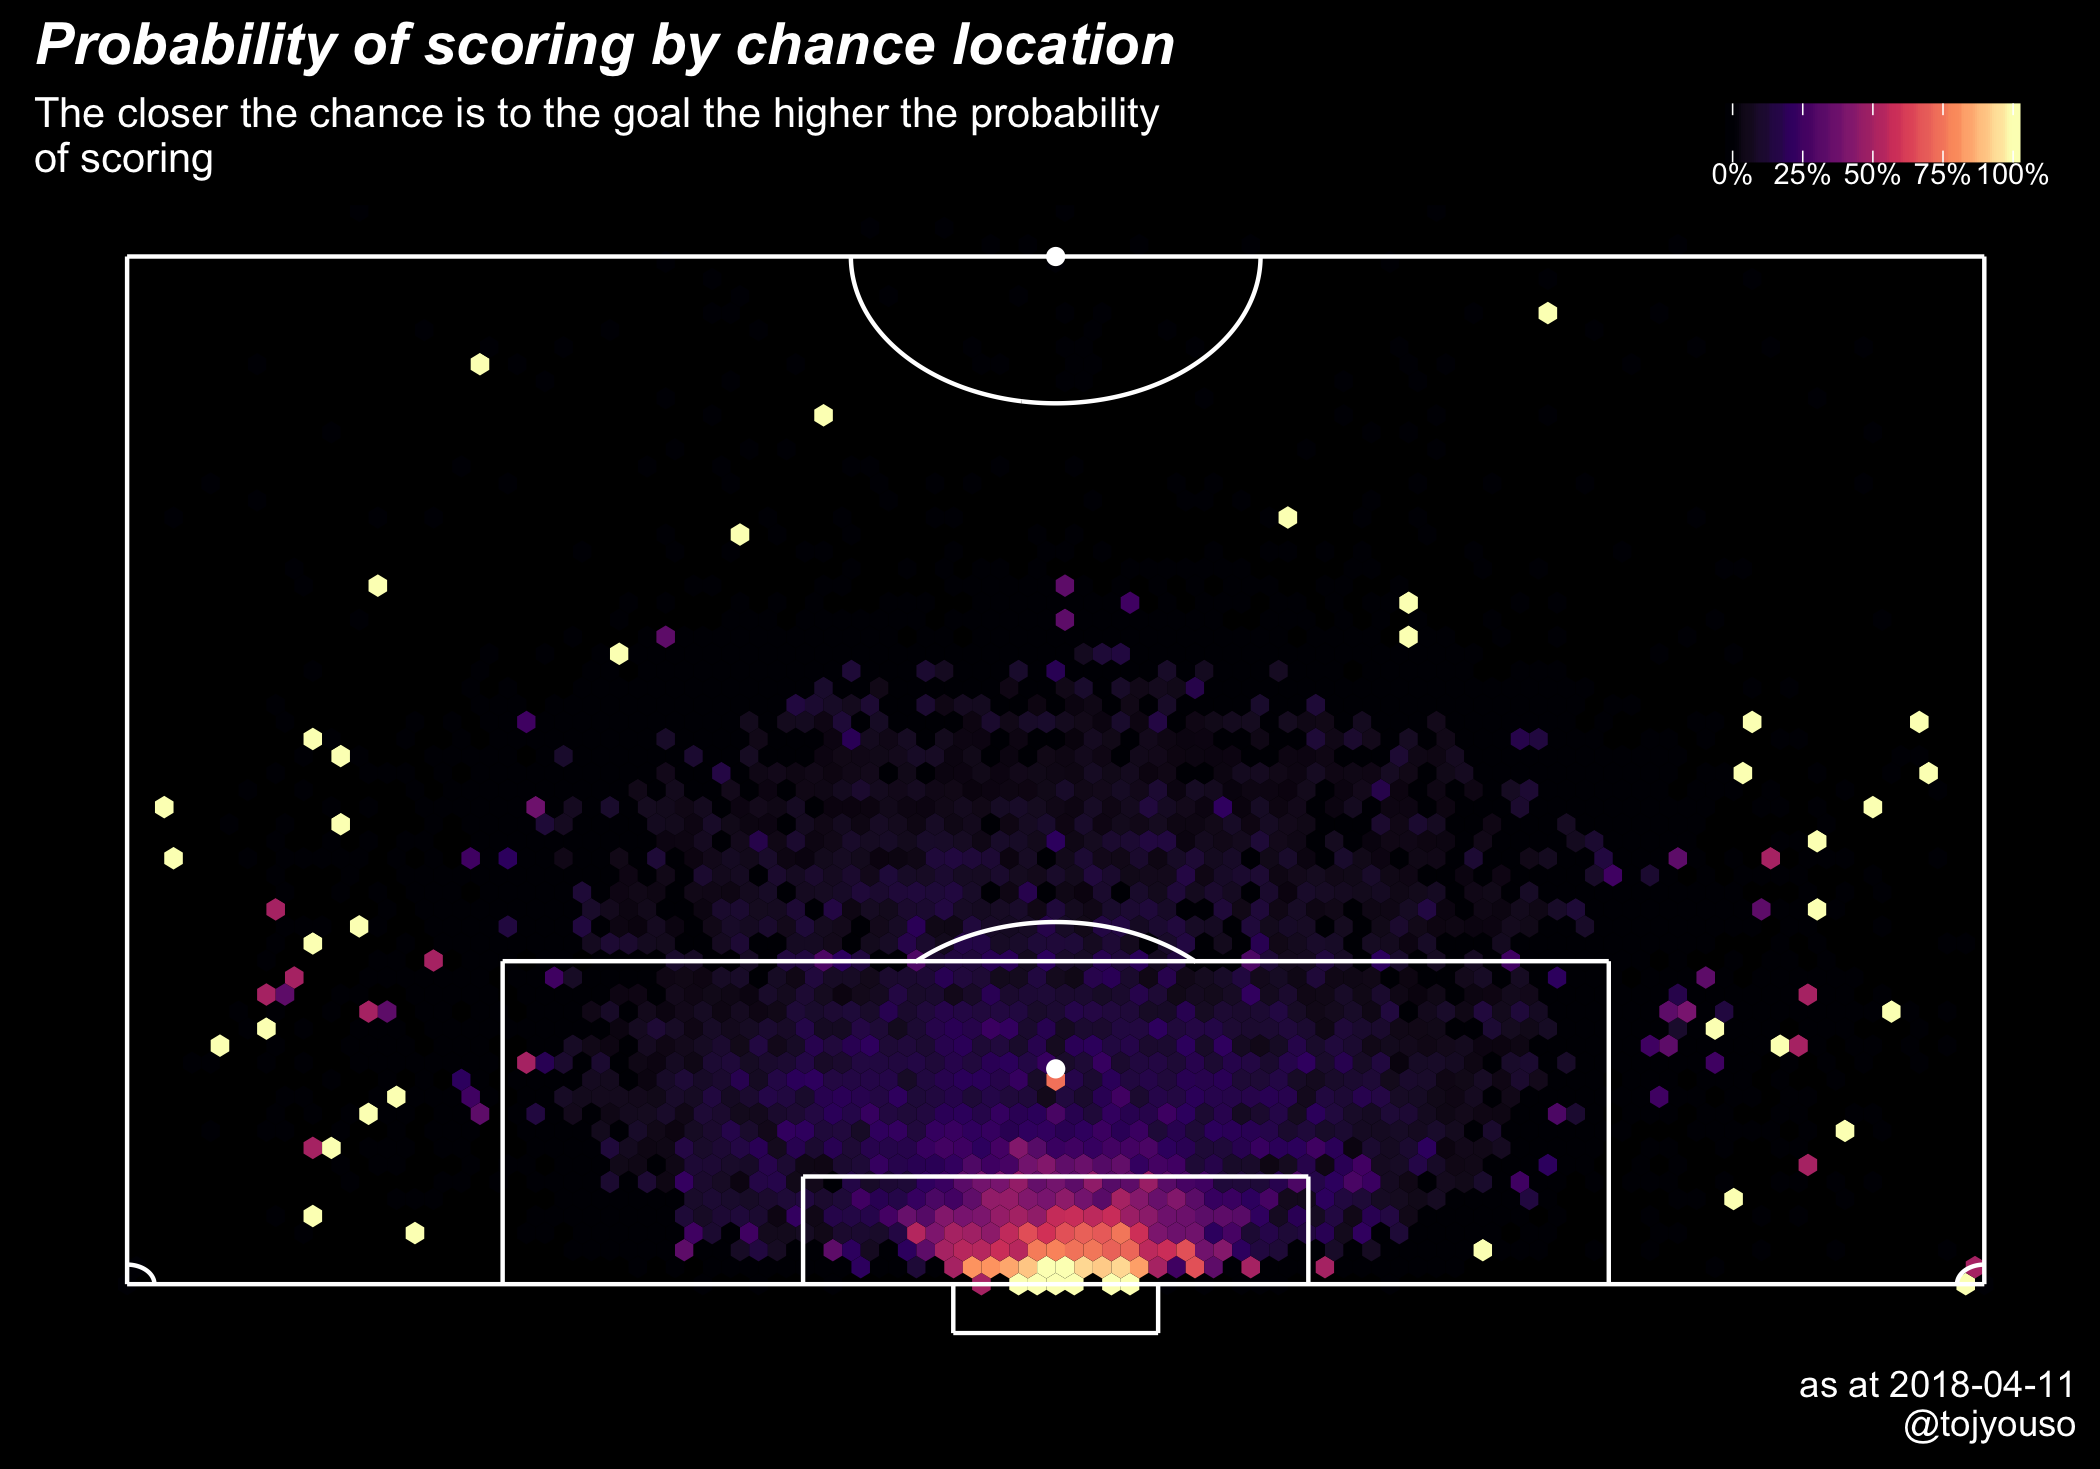 Probability of scoring by chance location
The closer the chance is to the goal the higher the probability
of scoring
0% 25% 50% 75% 100%
as at 2018-04-11
@tojyouso